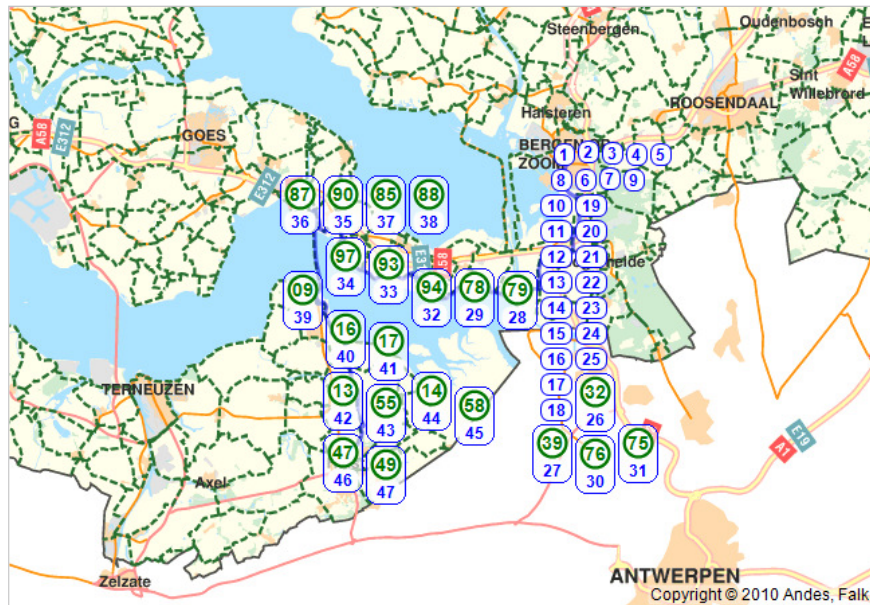 Steenbergen
Oudenbosch
A58
Sint
Willebrord
ROOSENDAAL
Halsteren
G
A58
E312
GOES
BERGEN
ZOOM
1 2 3 4 5
8 6 7 9
E312
87 90 85 88
36 35 37 38
10 19
11 20
97 93
34 33
58
12 21
helde
94 78 79
32 29 28
13 22
09
39
14 23
16 17
40 41
15 24
16 25
TERNEUZEN
13 55 14 58
42 43 44 45
17
32
26
18
47 49
46 47
39 76 75
27 30 31
E19
A1
Axel
Zelzate
ANTWERPEN
Copyright © 2010 Andes, Falk